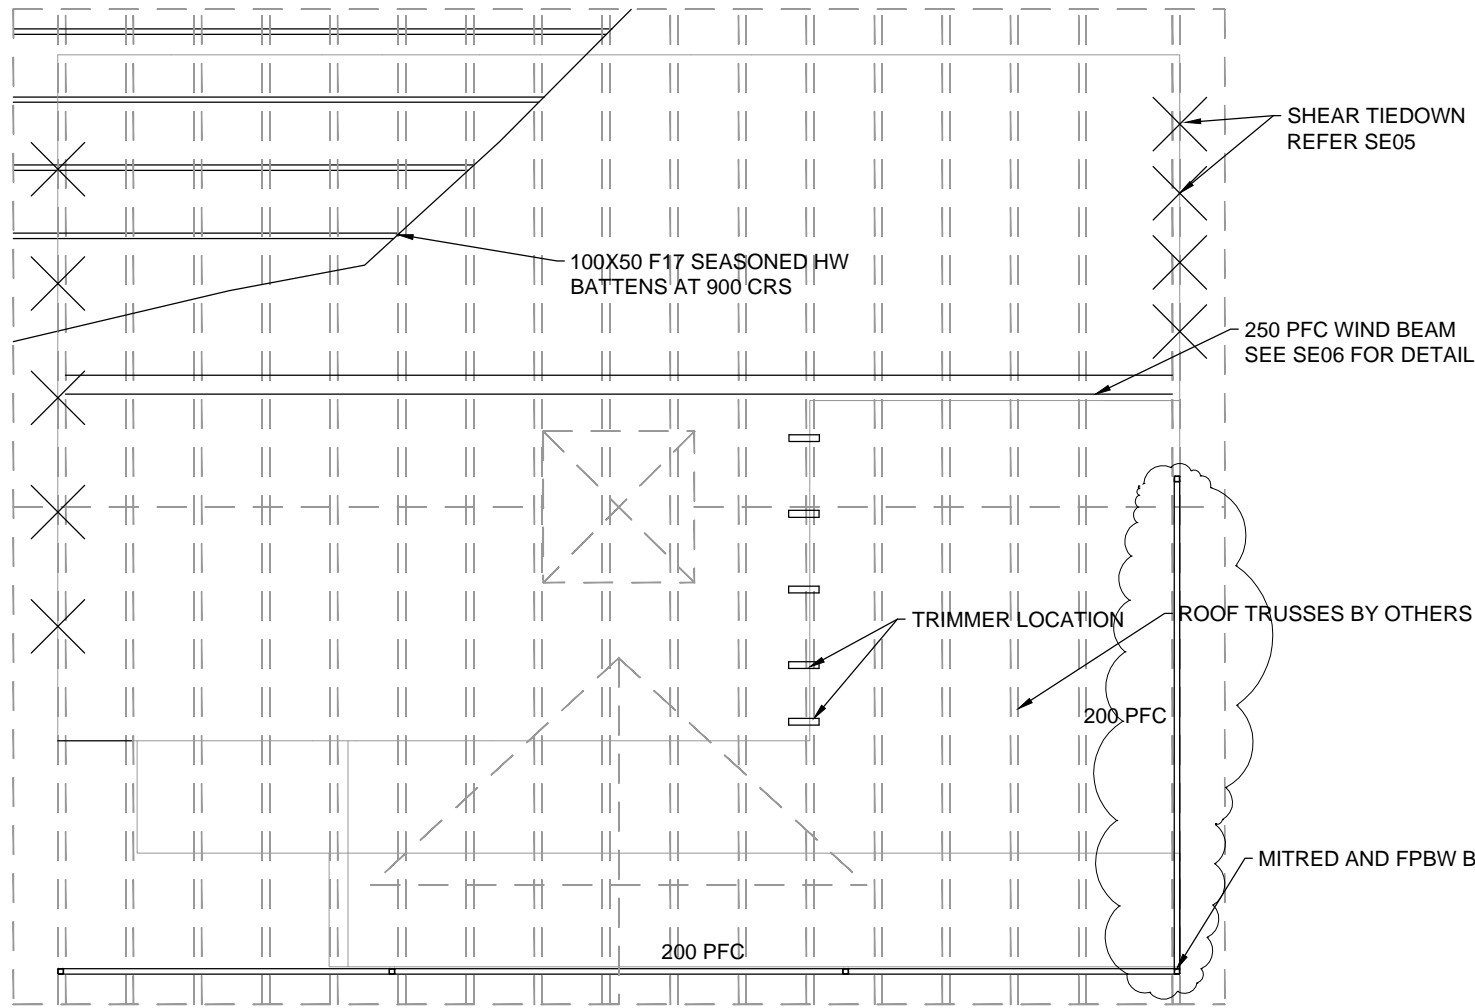 SHEAR TIEDOWN
REFER SE05
100X50 F17 SEASONED HW
BATTENS AT 900 CRS
250 PFC WIND BEAM
SEE SE06 FOR DETAIL
TRIMMER LOCATION
ROOF TRUSSES BY OTHERS
200 PFC
MITRED AND FPBW B
200 PFC